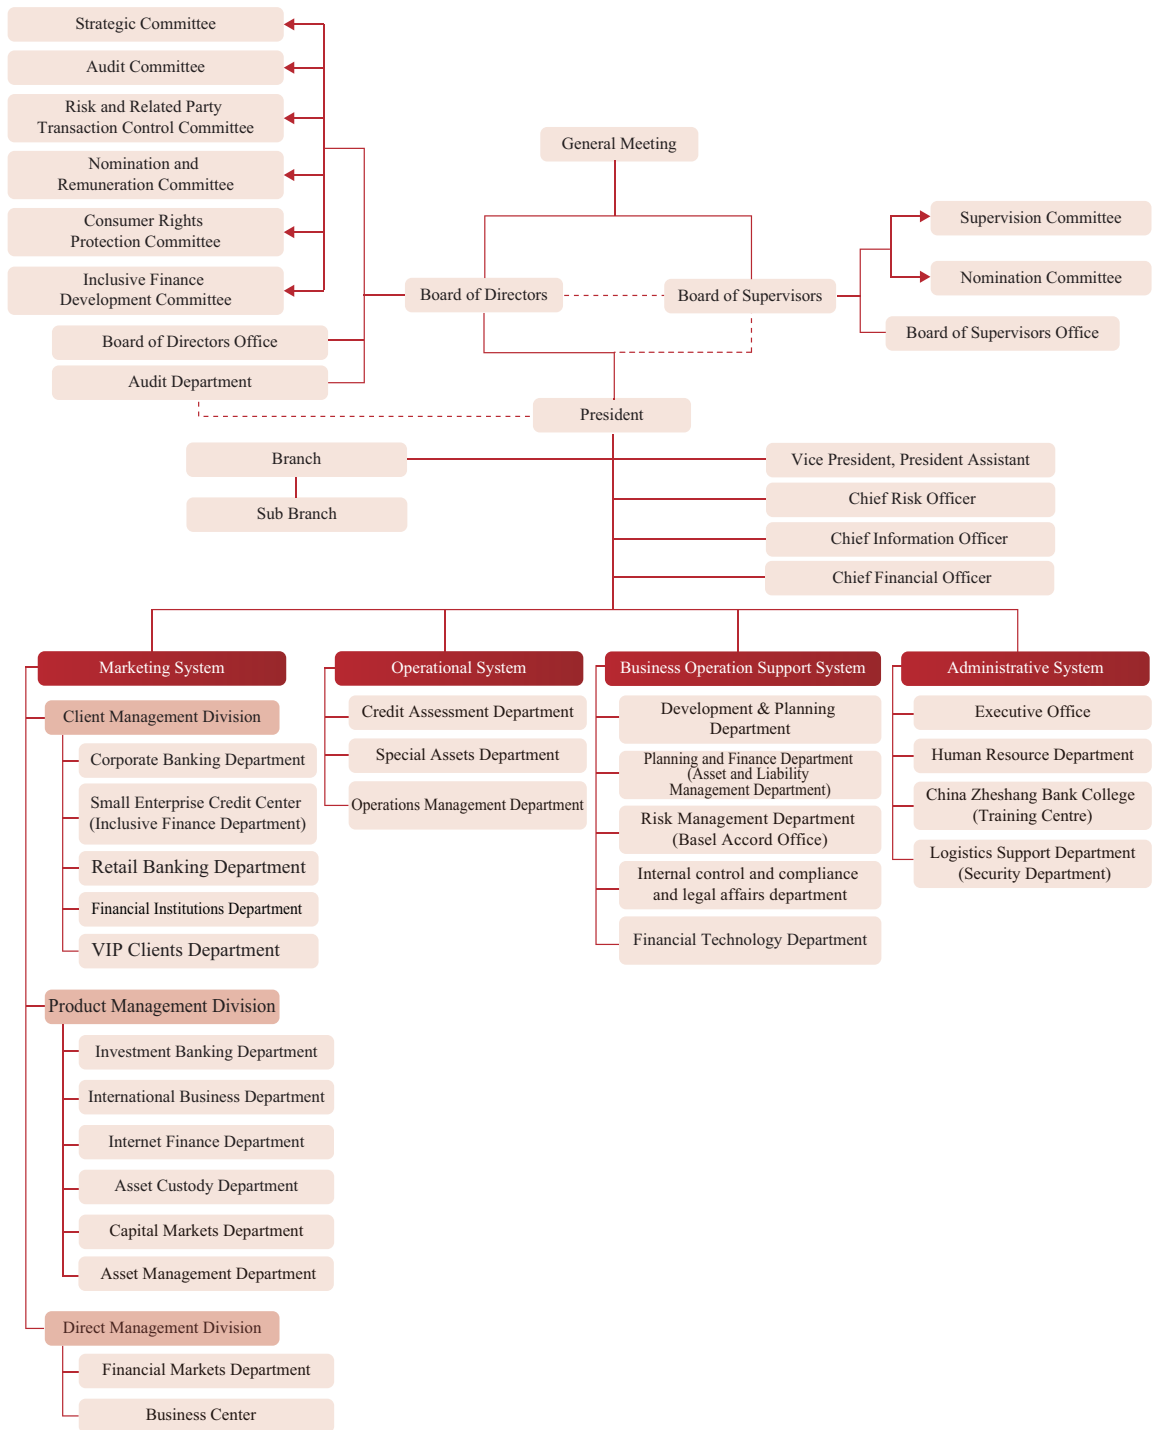 Strategic Committee
Audit Committee
Risk and Related Party
Transaction Control Committee
Nomination and
Remuneration Committee
Consumer Rights
Protection Committee
Inclusive Finance
Development Committee
Board of Directors Office
Audit Department
General Meeting
Board of Directors
Board of Supervisors
Supervision Committee
Nomination Committee
Board of Supervisors Office
President
Branch
Sub Branch
Vice President, President Assistant
Chief Risk Officer
Chief Information Officer
Chief Financial Officer
Marketing System
Client Management Division
Corporate Banking Department
Small Enterprise Credit Center
(Inclusive Finance Department)
Retail Banking Department
Financial Institutions Department
VIP Clients Department
Product Management Division
Investment Banking Department
International Business Department
Internet Finance Department
Asset Custody Department
Capital Markets Department
Asset Management Department
Direct Management Division
Financial Markets Department
Business Center
Operational System
Credit Assessment Department
Special Assets Department
Operations Management Department
Business Operation Support System
Development & Planning
Department
Planning and Finance Department
(Asset and Liability
Management Department)
Risk Management Department
(Basel Accord Office)
Internal control and compliance
and legal affairs department
Financial Technology Department
Administrative System
Executive Office
Human Resource Department
China Zheshang Bank College
(Training Centre)
Logistics Support Department
(Security Department)